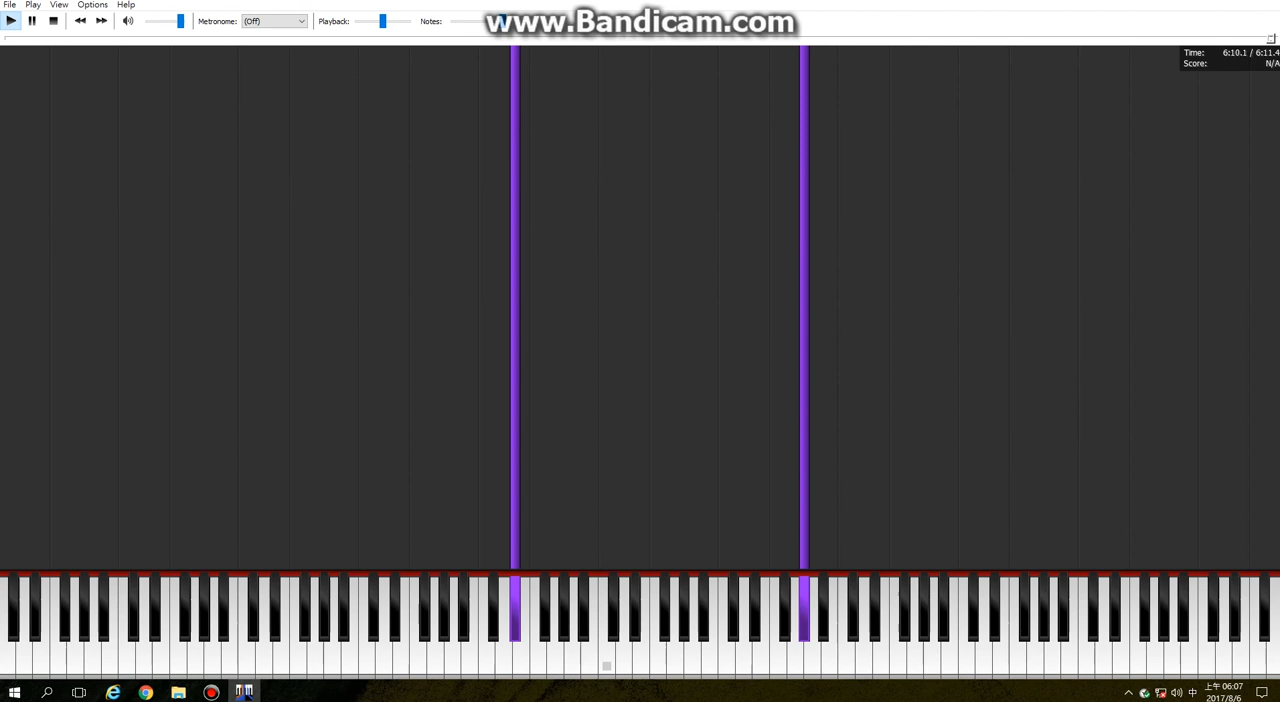 File Play View Options Help
Metronome: (Off) Playback: Notes:
www.Bandicam.com
Time: 6:10.1 / 6:11.4
Score: N/A
中
上午 06:07
2017/8/6